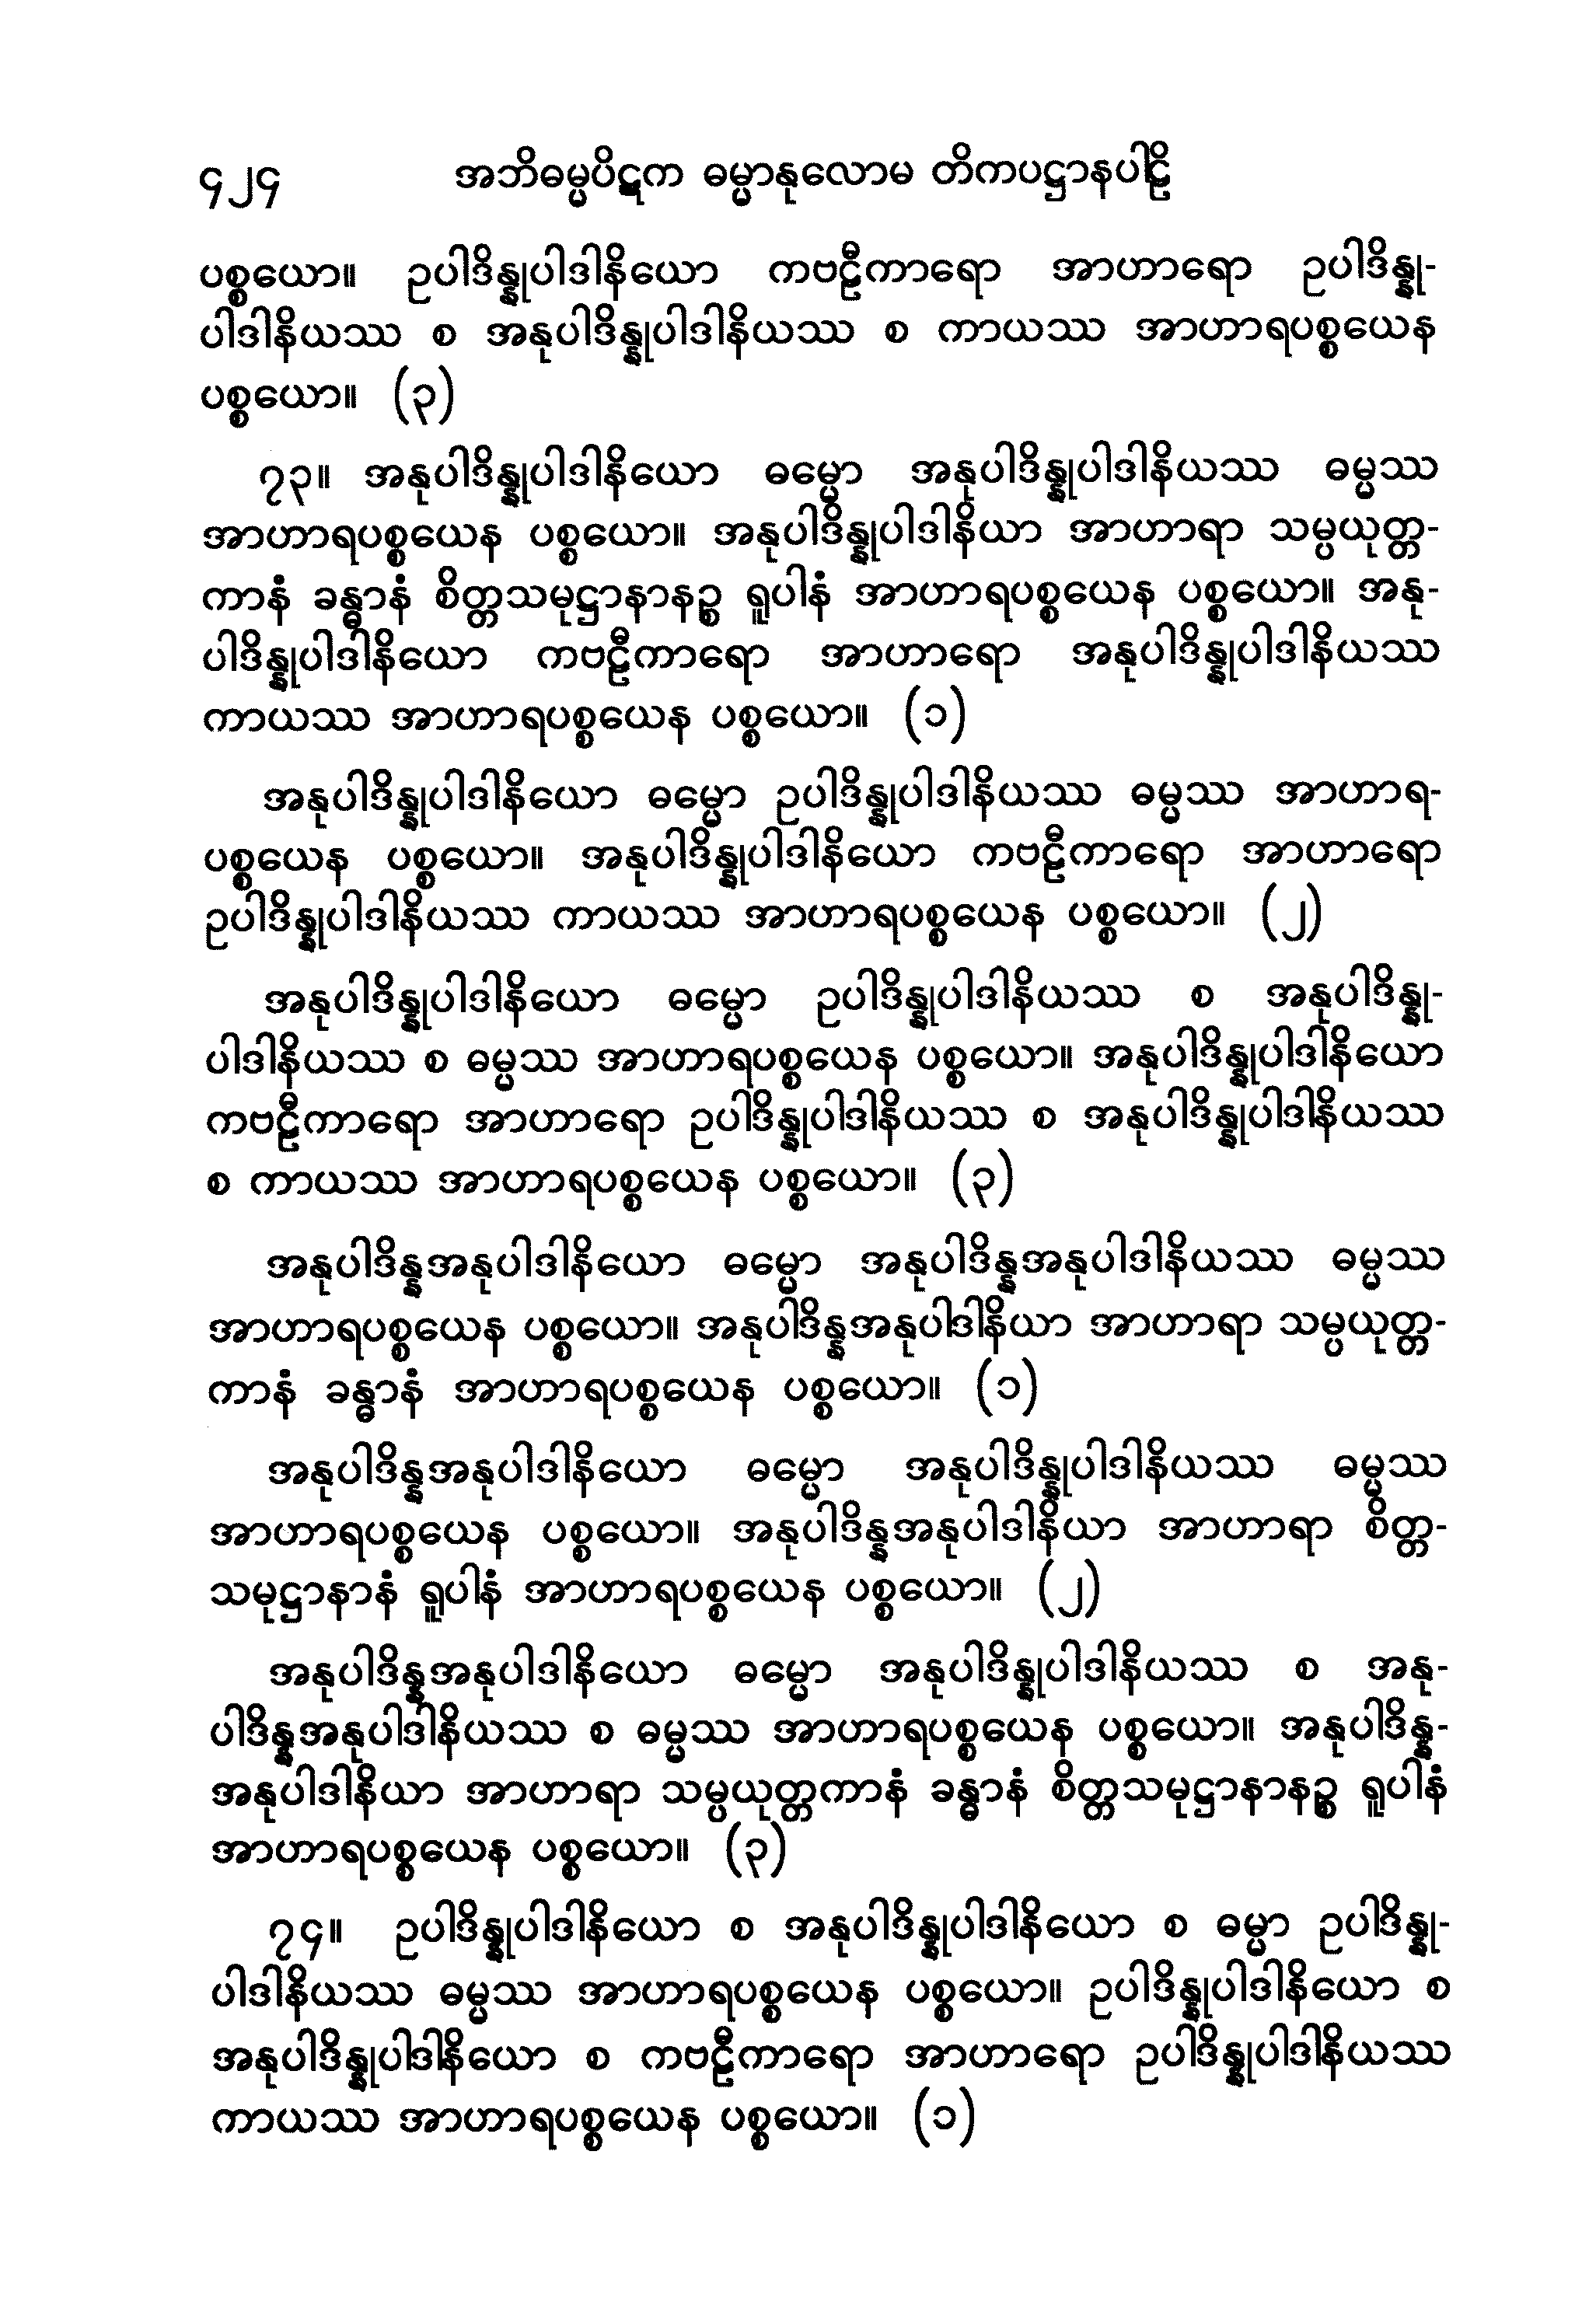 ၄၂၄ အဘိဓမ္မပိဋက ဓမ္မာနုလောမ တိကပဋ္ဌာနပါဠိ
ပစ္စယော။ ဥပါဒိန္နုပါဒါနိယော ကဗဠီကာရော အာဟာရော ဥပါဒိန္နု-
ပါဒါနိယဿ စ အနုပါဒိန္နုပါဒါနိယဿ စ ကာယဿ အာဟာရပစ္စယေန
ပစ္စယော။ (၃)
၇၃။ အနုပါဒိန္နုပါဒါနိယော ဓမ္မော အနုပါဒိန္နုပါဒါနိယဿ ဓမ္မဿ
အာဟာရပစ္စယေန ပစ္စယော။ အနုပါဒိန္နုပါဒါနိယာ အာဟာရာ သမ္ပယုတ္တ-
ကာနံ ခန္ဓာနံ စိတ္တသမုဋ္ဌာနာနဉ္စ ရူပါနံ အာဟာရပစ္စယေန ပစ္စယော။ အနု-
ပါဒိန္နုပါဒါနိယော ကဗဠီကာရော အာဟာရော အနုပါဒိန္နုပါဒါနိယဿ
ကာယဿ အာဟာရပစ္စယေန ပစ္စယော။ (၁)
အနုပါဒိန္နုပါဒါနိယော ဓမ္မော ဥပါဒိန္နုပါဒါနိယဿ ဓမ္မဿ အာဟာရ-
ပစ္စယေန ပစ္စယော။ အနုပါဒိန္နုပါဒါနိယော ကဗဠီကာရော အာဟာရော
ဥပါဒိန္နုပါဒါနိယဿ ကာယဿ အာဟာရပစ္စယေန ပစ္စယော။ (၂)
အနုပါဒိန္နုပါဒါနိယော ဓမ္မော ဥပါဒိန္နုပါဒါနိယဿ စ အနုပါဒိန္နု-
ပါဒါနိယဿ စ ဓမ္မဿ အာဟာရပစ္စယေန ပစ္စယော။ အနုပါဒိန္နုပါဒါနိယော
ကဗဠီကာရော အာဟာရော ဥပါဒိန္နုပါဒါနိယဿ စ အနုပါဒိန္နုပါဒါနိယဿ
စ ကာယဿ အာဟာရပစ္စယေန ပစ္စယော။ (၃)
အနုပါဒိန္နအနုပါဒါနိယော ဓမ္မော အနုပါဒိန္နအနုပါဒါနိယဿ ဓမ္မဿ
အာဟာရပစ္စယေန ပစ္စယော။ အနုပါဒိန္နအနုပါဒါနိယာ အာဟာရာ သမ္ပယုတ္တ-
ကာနံ ခန္ဓာနံ အာဟာရပစ္စယေန ပစ္စယော။ (၁)
အနုပါဒိန္နအနုပါဒါနိယော ဓမ္မော အနုပါဒိန္နုပါဒါနိယဿ ဓမ္မဿ
အာဟာရပစ္စယေန ပစ္စယော။ အနုပါဒိန္နအနုပါဒါနိယာ အာဟာရာ စိတ္တ-
သမုဋ္ဌာနာနံ ရူပါနံ အာဟာရပစ္စယေန ပစ္စယော။ (၂)
အနုပါဒိန္နအနုပါဒါနိယော ဓမ္မော အနုပါဒိန္နုပါဒါနိယဿ စ အနု-
ပါဒိန္နအနုပါဒါနိယဿ စ ဓမ္မဿ အာဟာရပစ္စယေန ပစ္စယော။ အနုပါဒိန္န-
အနုပါဒါနိယာ အာဟာရာ သမ္ပယုတ္တကာနံ ခန္ဓာနံ စိတ္တသမုဋ္ဌာနာနဉ္စ ရူပါနံ
အာဟာရပစ္စယေန ပစ္စယော။ (၃)
၇၄။ ဥပါဒိန္နုပါဒါနိယော စ အနုပါဒိန္နုပါဒါနိယော စ ဓမ္မာ ဥပါဒိန္နု-
ပါဒါနိယဿ ဓမ္မဿ အာဟာရပစ္စယေန ပစ္စယော။ ဥပါဒိန္နုပါဒါနိယော စ
အနုပါဒိန္နုပါဒါနိယော စ ကဗဠီကာရော အာဟာရော ဥပါဒိန္နုပါဒါနိယဿ
ကာယဿ အာဟာရပစ္စယေန ပစ္စယော။ (၁)